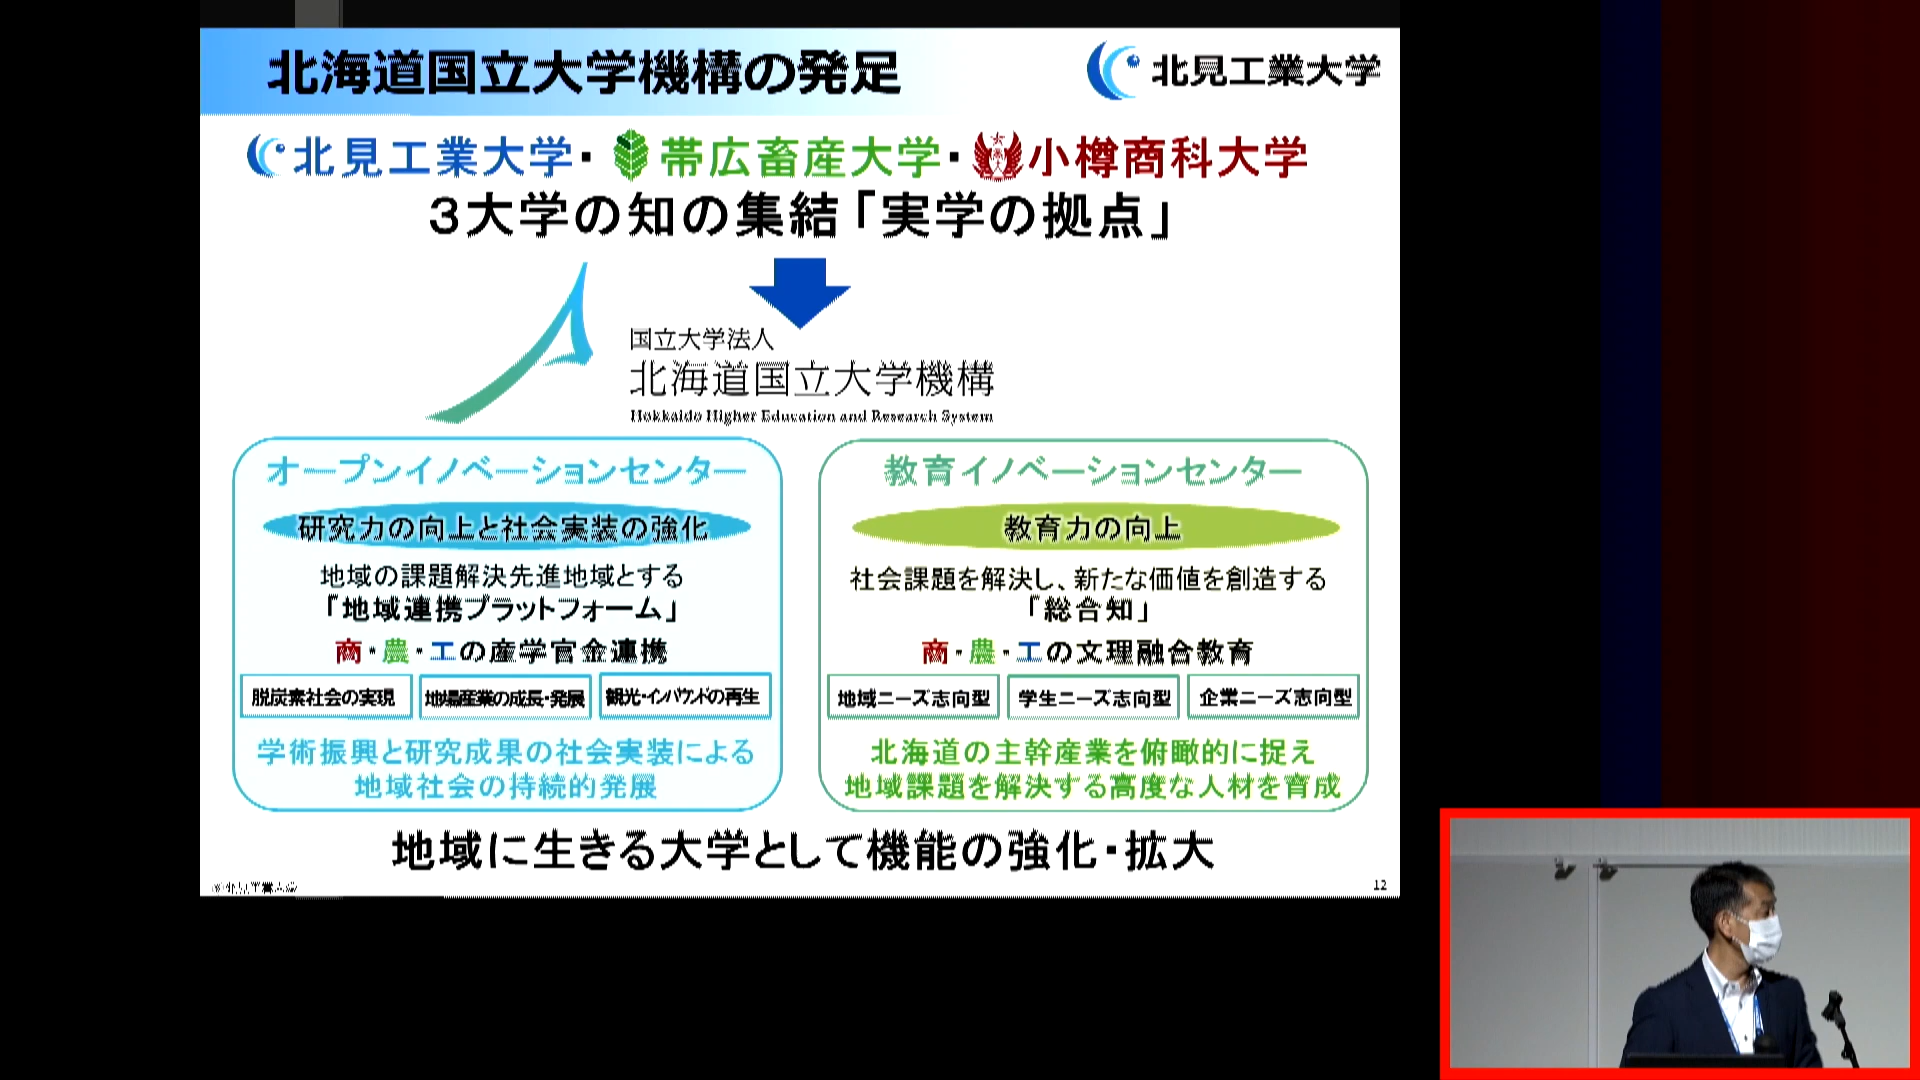 北海道国立大学機構の発足
北見工業大学
北見工業大学・帯広畜産大学・小樽商科大学
3大学の知の集結「実学の拠点」
国立大学法人
北海道国立大学機構
Hokkaido Higher Education and Research System
オープンイノベーションセンター
研究力の向上と社会実装の強化
地域の課題解決先進地域とする
「地域連携プラットフォーム」
商・農・工の産学官金連携
脱炭素社会の実現
地場産業の成長・発展
観光・インバウンドの再生
学術振興と研究成果の社会実装による
地域社会の持続的発展
教育イノベーションセンター
教育力の向上
社会課題を解決し、新たな価値を創造する
「総合知」
商・農・工の文理融合教育
地域ニーズ志向型
学生ニーズ志向型
企業ニーズ志向型
北海道の主幹産業を俯瞰的に捉え
地域課題を解決する高度な人材を育成
地域に生きる大学として機能の強化・拡大
12